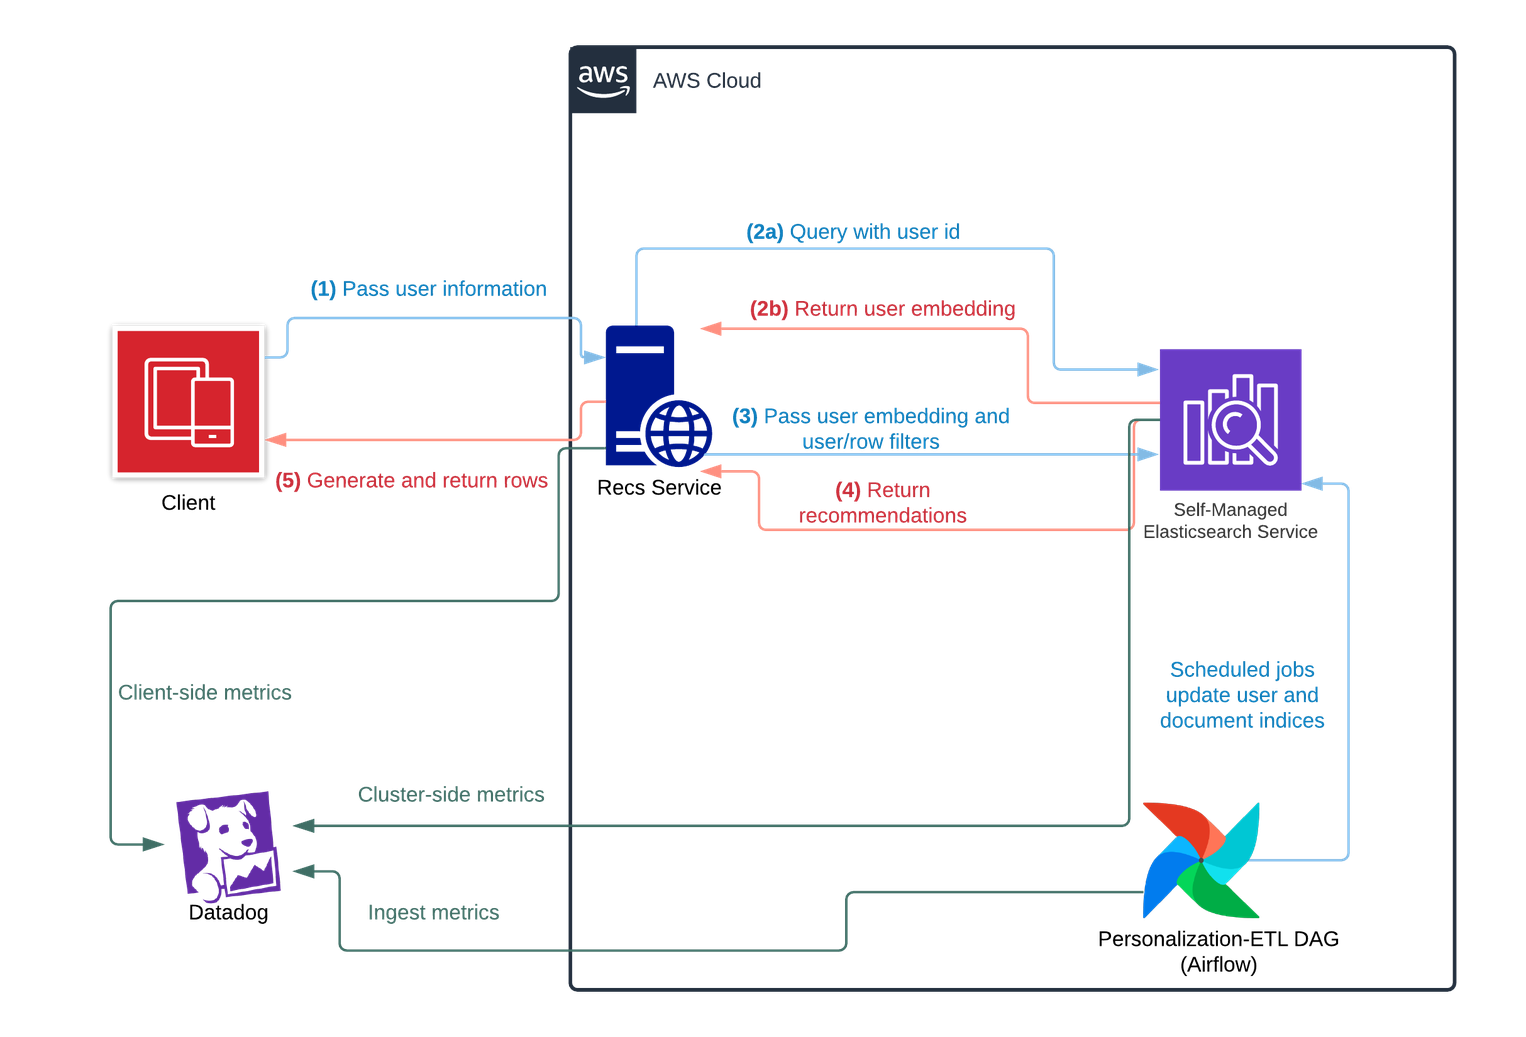 aws
AWS Cloud
(2a) Query with user id
(1) Pass user information
(2b) Return user embedding
(3) Pass user embedding and
user/row filters
(5) Generate and return rows
(4) Return
recommendations
Client
Recs Service
Self-Managed
Elasticsearch Service
Client-side metrics
Scheduled jobs
update user and
document indices
Cluster-side metrics
Datadog
Ingest metrics
Personalization-ETL DAG
(Airflow)